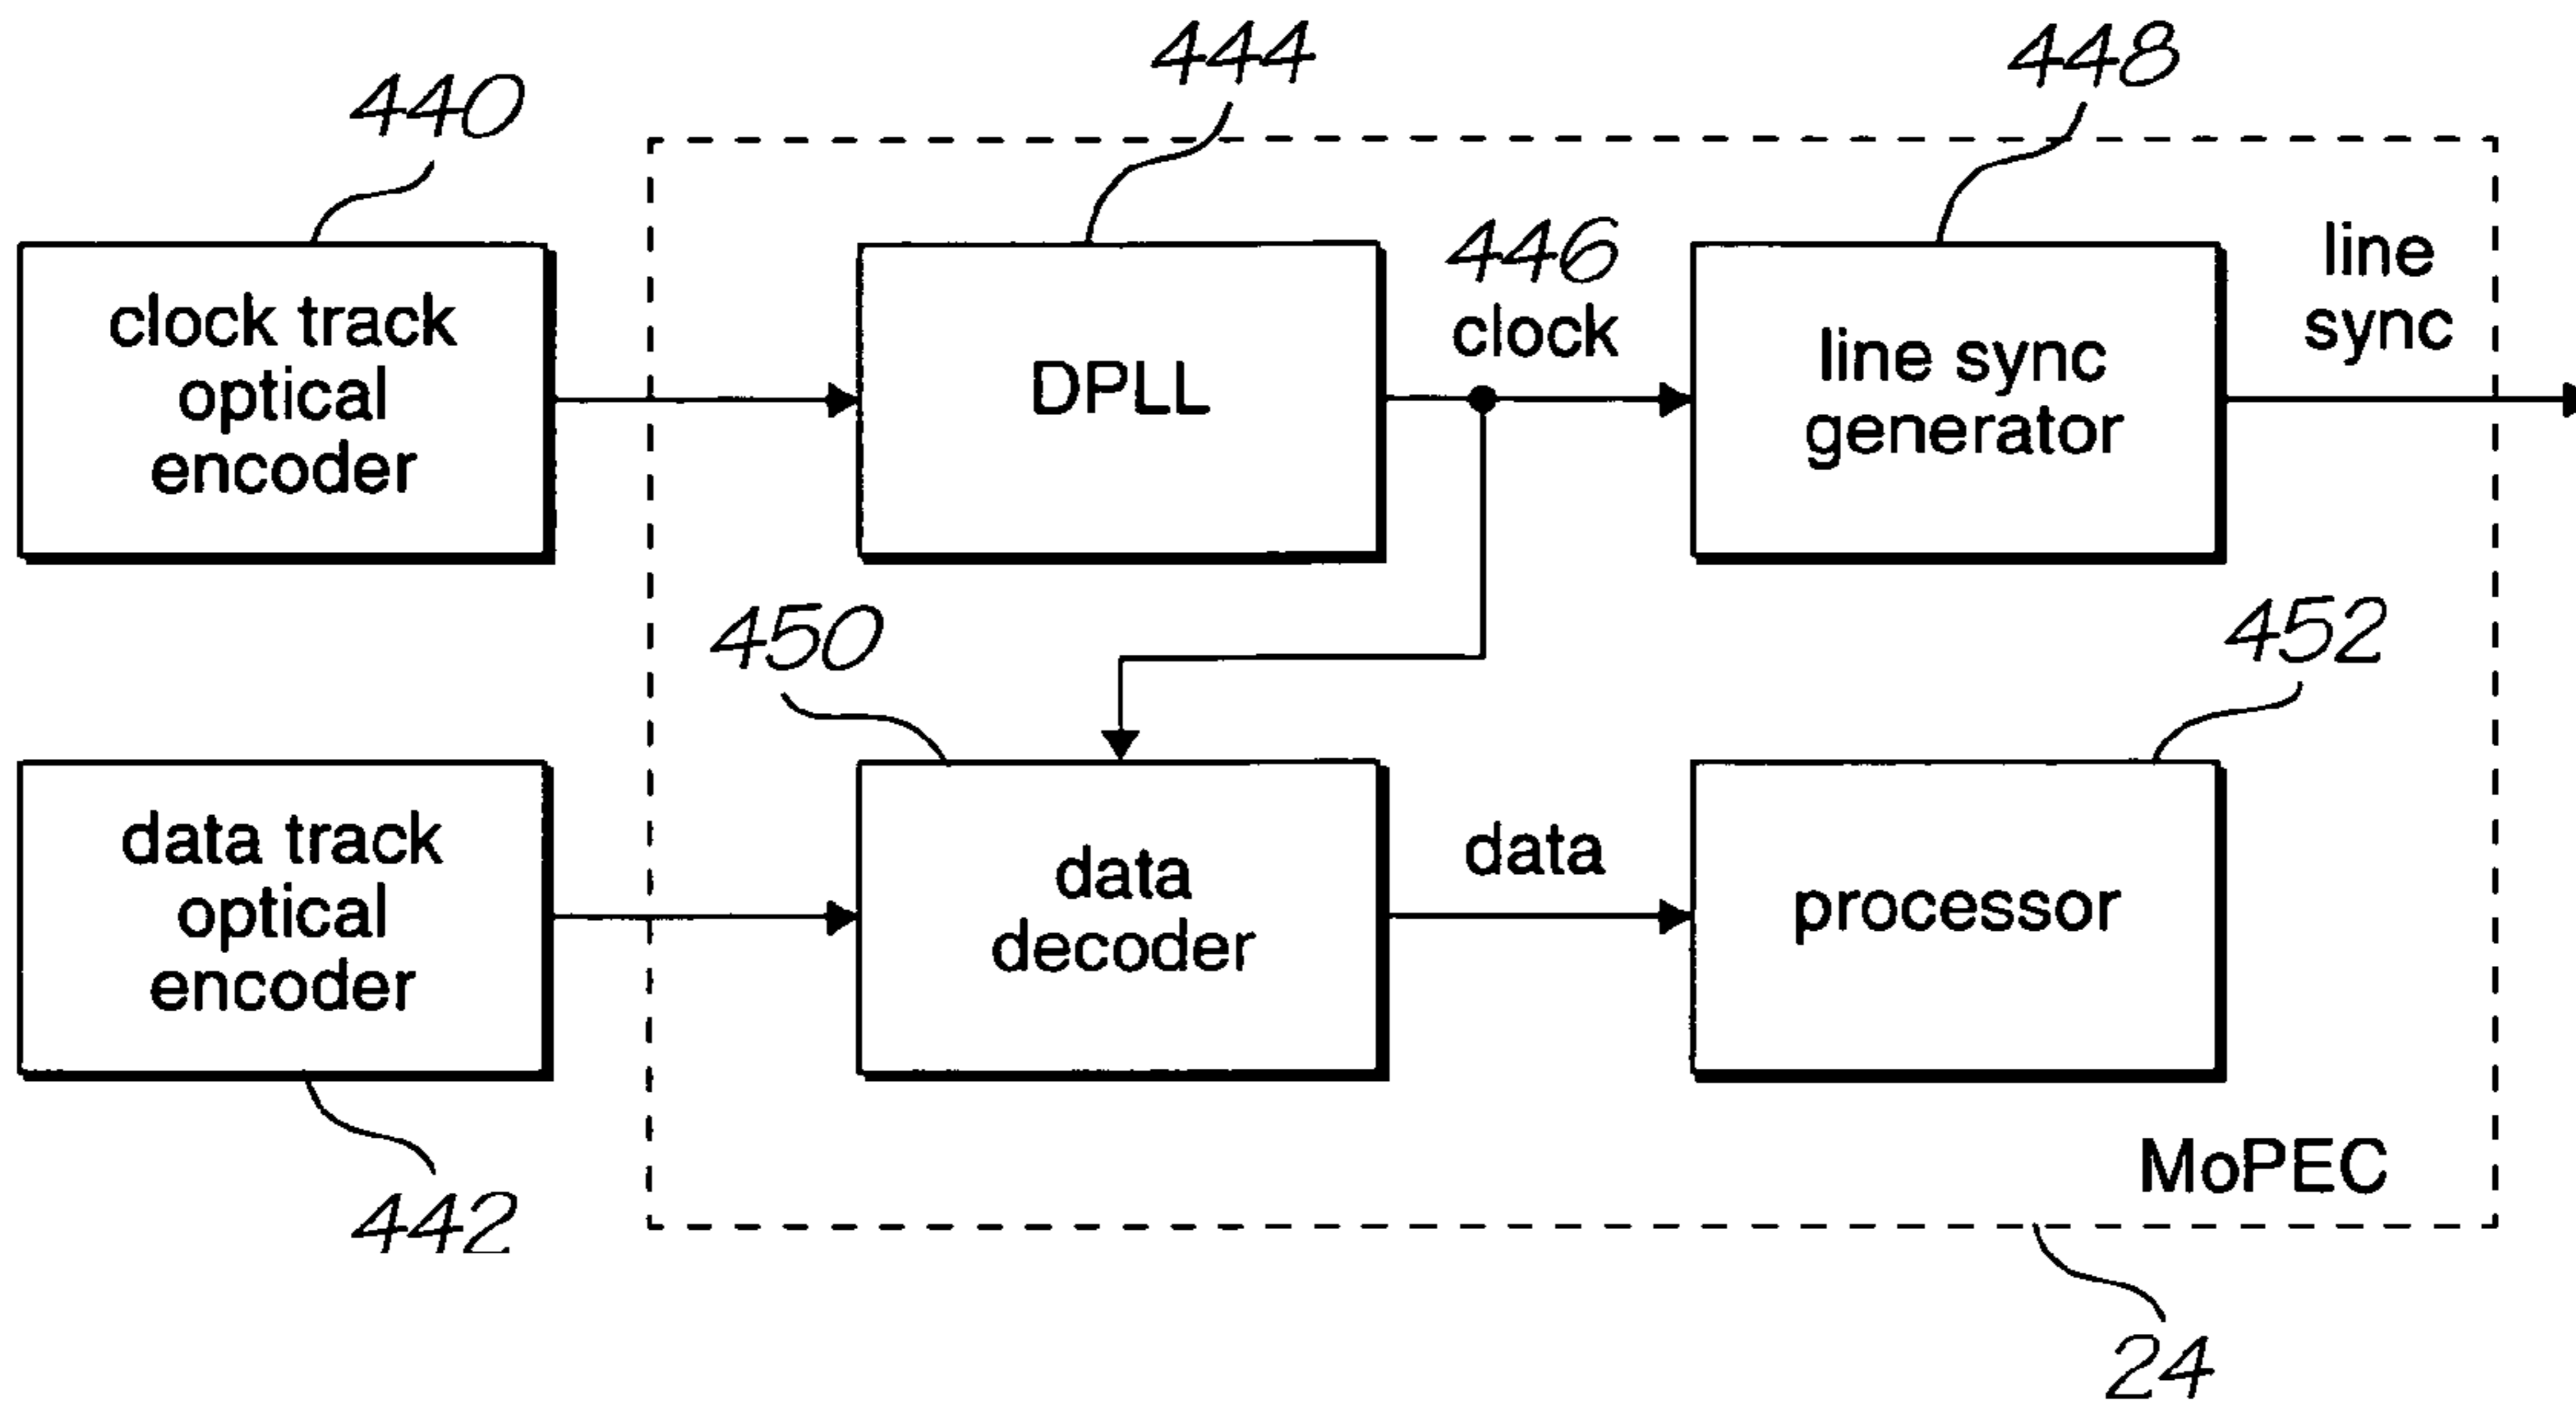 440
444
448
clock track
optical
encoder
DPLL
446
clock
line sync
generator
line
sync
450
452
data track
optical
encoder
data
decoder
data
processor
MoPEC
442
24